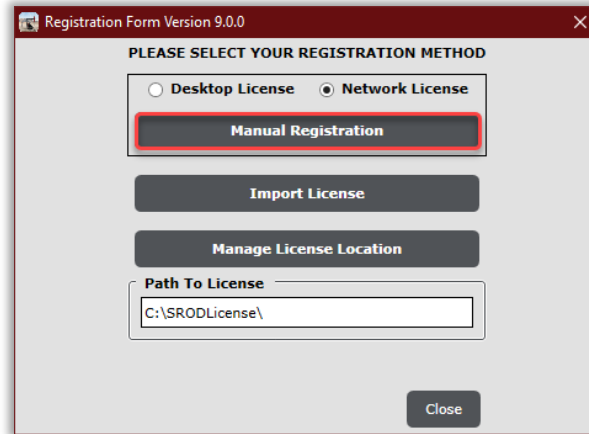 Registration Form Version 9.0.0
PLEASE SELECT YOUR REGISTRATION METHOD
Desktop License Network License
Manual Registration
Import License
Manage License Location
Path To License
C:\SRODLicense\
Close